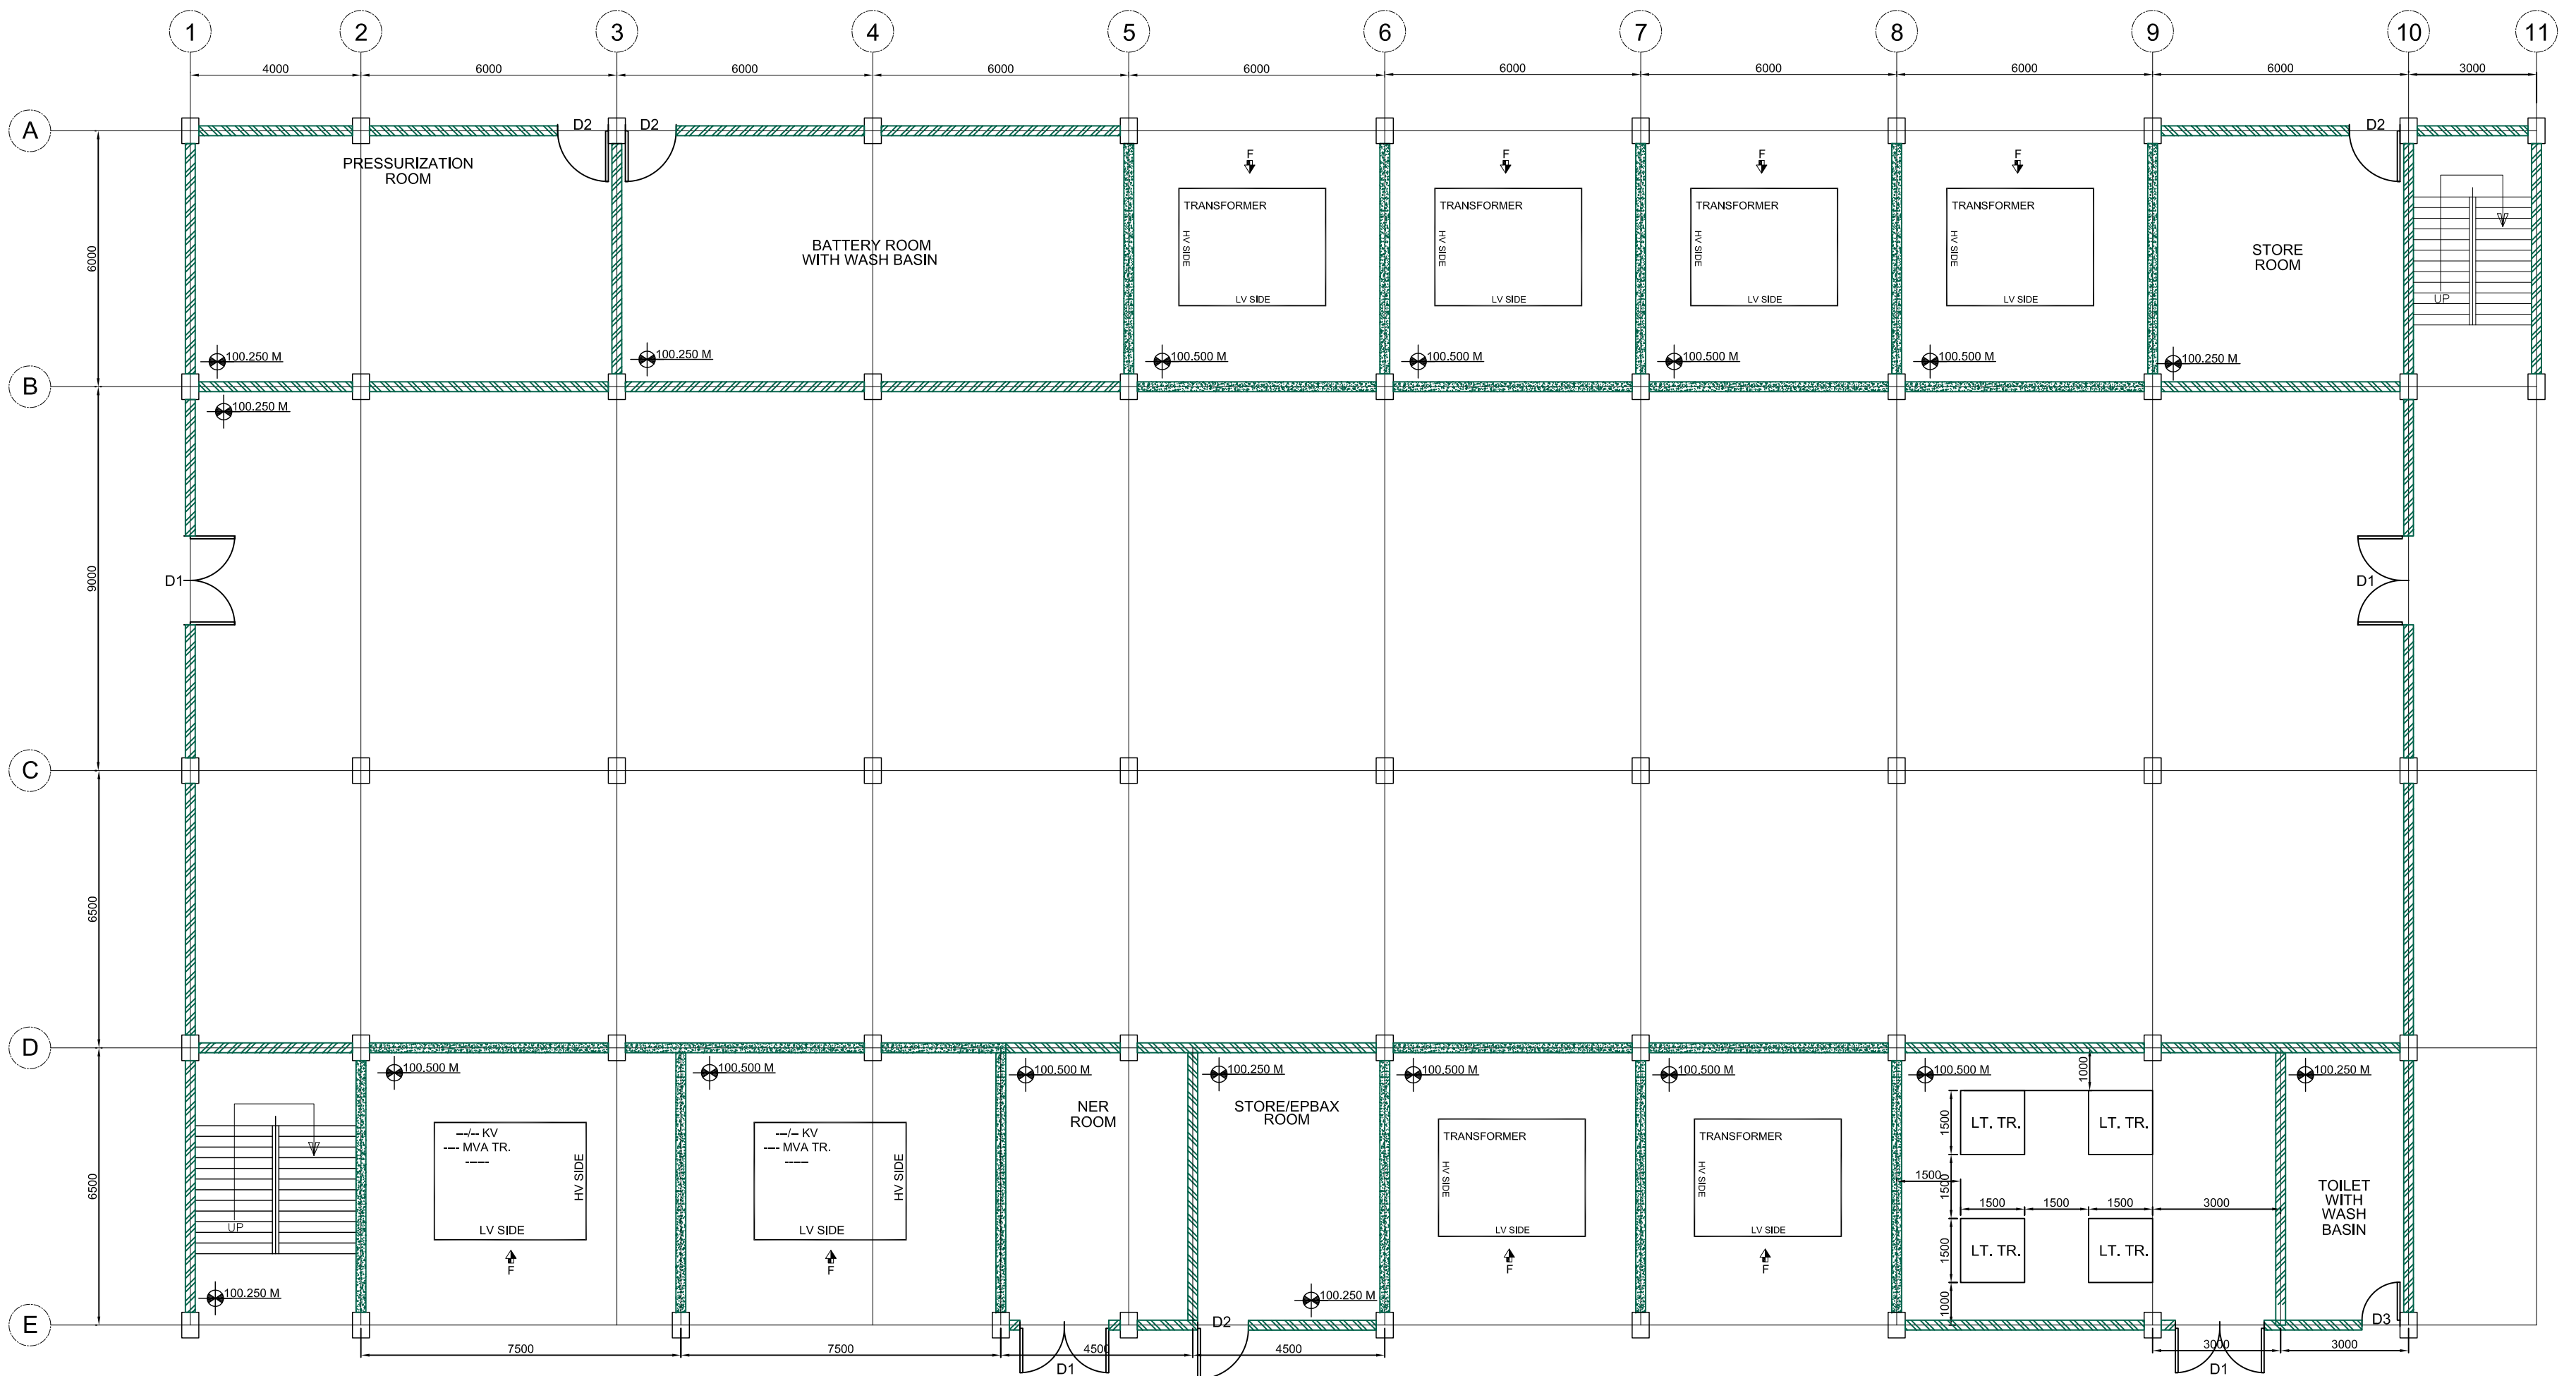 1 2 3 4 5 6 7 8 9 10 11
4000 6000 6000 6000 6000 6000 6000 6000 6000 3000
A
D2 D2 D2
PRESSURIZATION
ROOM
F F F F
TRANSFORMER TRANSFORMER TRANSFORMER TRANSFORMER
HV SIDE HV SIDE HV SIDE HV SIDE
BATTERY ROOM
WITH WASH BASIN
STORE
ROOM
6000
LV SIDE LV SIDE LV SIDE LV SIDE
UP
100.250 M 100.250 M 100.500 M 100.500 M 100.500 M 100.500 M 100.250 M
B
100.250 M
9000
D1 D1
C
6500
D
100.500 M 100.500 M 100.500 M 100.250 M 100.500 M 100.500 M 100.500 M 100.250 M
1000
NER
ROOM
STORE/EPBAX
ROOM
---/-- KV
---- MVA TR.
------
HV SIDE
LV SIDE
F
---/-- KV
---- MVA TR.
------
HV SIDE
LV SIDE
F
TRANSFORMER
HV SIDE
LV SIDE
F
TRANSFORMER
HV SIDE
LV SIDE
F
1500
LT. TR. LT. TR.
1500 1500
1500 1500 1500 3000
1500
LT. TR. LT. TR.
1000
TOILET
WITH
WASH
BASIN
6500
UP
100.250 M
100.250 M
E
D2
D3
7500 7500 4500 4500 3000 3000
D1 D1